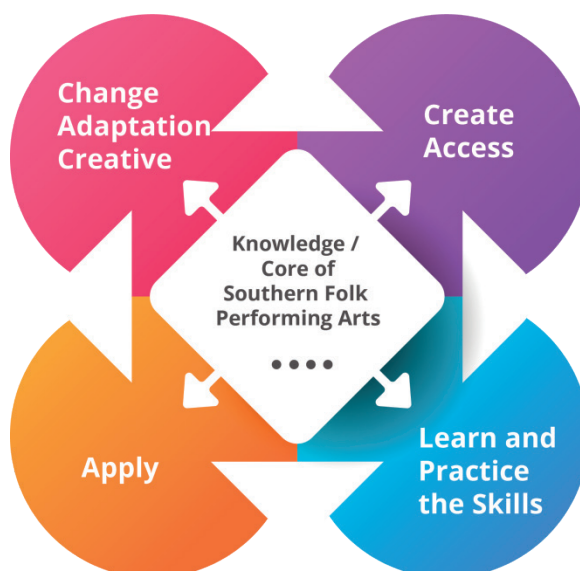 Change
Adaptation
Creative
Create
Access
Knowledge /
Core of
Southern Folk
Performing Arts
Apply
Learn and
Practice
the Skills